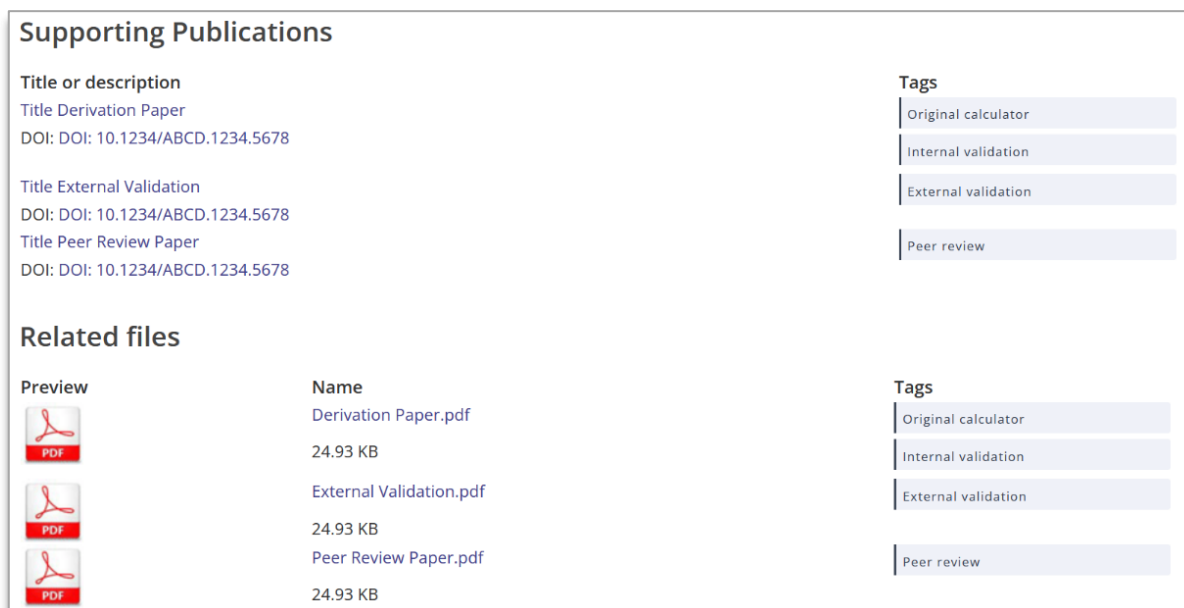 Supporting Publications
Title or description Tags
Title Derivation Paper Original calculator
DOI: DOI: 10.1234/ABCD.1234.5678
Internal validation
Title External Validation External validation
DOI: DOI: 10.1234/ABCD.1234.5678
Title Peer Review Paper Peer review
DOI: DOI: 10.1234/ABCD.1234.5678
Related files
Preview Name Tags
Derivation Paper.pdf Original calculator
PDF 24.93 KB Internal validation
External Validation.pdf External validation
PDF 24.93 KB
Peer Review Paper.pdf Peer review
PDF 24.93 KB